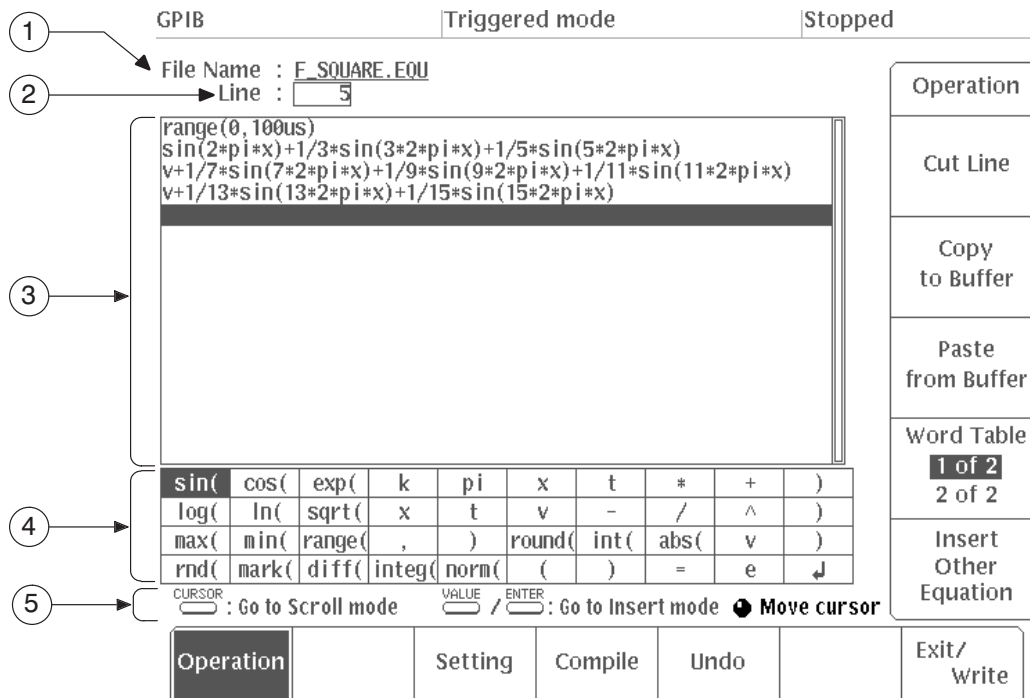 GPIB Triggered mode Stopped
1
File Name : F_SQUARE.EQU
2
Line : 5
3
range(0,100us)
sin(2*pi*x)+1/3*sin(3*2*pi*x)+1/5*sin(5*2*pi*x)
v+1/7*sin(7*2*pi*x)+1/9*sin(9*2*pi*x)+1/11*sin(11*2*pi*x)
v+1/13*sin(13*2*pi*x)+1/15*sin(15*2*pi*x)
4
sin( cos( exp( k pi x t * + )
log( ln( sqrt( x t v - / ^ )
max( min( range( , ) round( int( abs( v )
rnd( mark( diff( integ( norm( ( ) = e ↵
5
CURSOR : Go to Scroll mode VALUE / ENTER : Go to Insert mode Move cursor
Operation
Cut Line
Copy
to Buffer
Paste
from Buffer
Word Table
1 of 2
2 of 2
Insert
Other
Equation
Operation Setting Compile Undo Exit/
Write